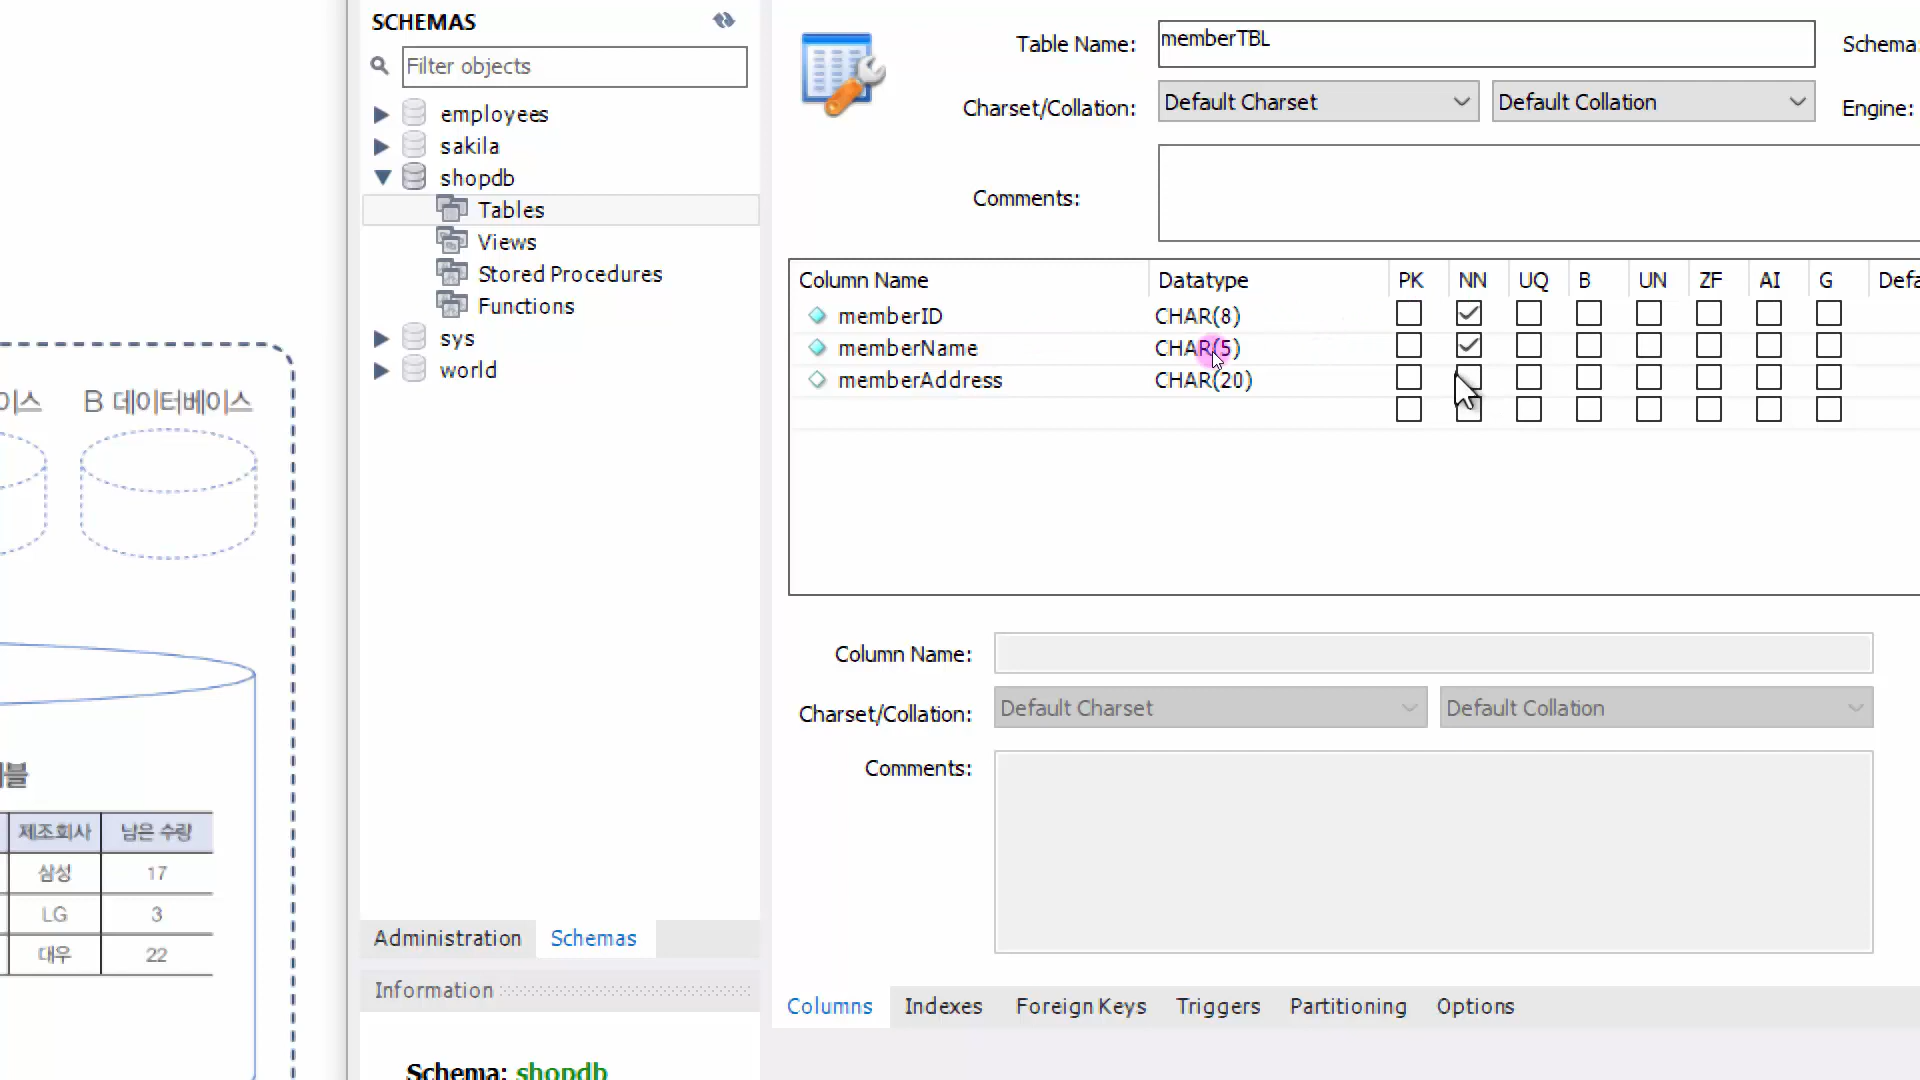 SCHEMAS
Filter objects
employees
sakila
shopdb
Tables
Views
Stored Procedures
Functions
sys
world
Administration Schemas
Information
Schema: shopdb
Table Name: memberTBL Schema:
Charset/Collation: Default Charset Default Collation Engine:
Comments:
Column Name Datatype PK NN UQ B UN ZF AI G Defa
memberID CHAR(8)
memberName CHAR(5)
memberAddress CHAR(20)
Column Name:
Charset/Collation: Default Charset Default Collation
Comments:
Columns Indexes Foreign Keys Triggers Partitioning Options
이스 B 데이터베이스
블
제조회사 남은 수량
삼성 17
LG 3
대우 22